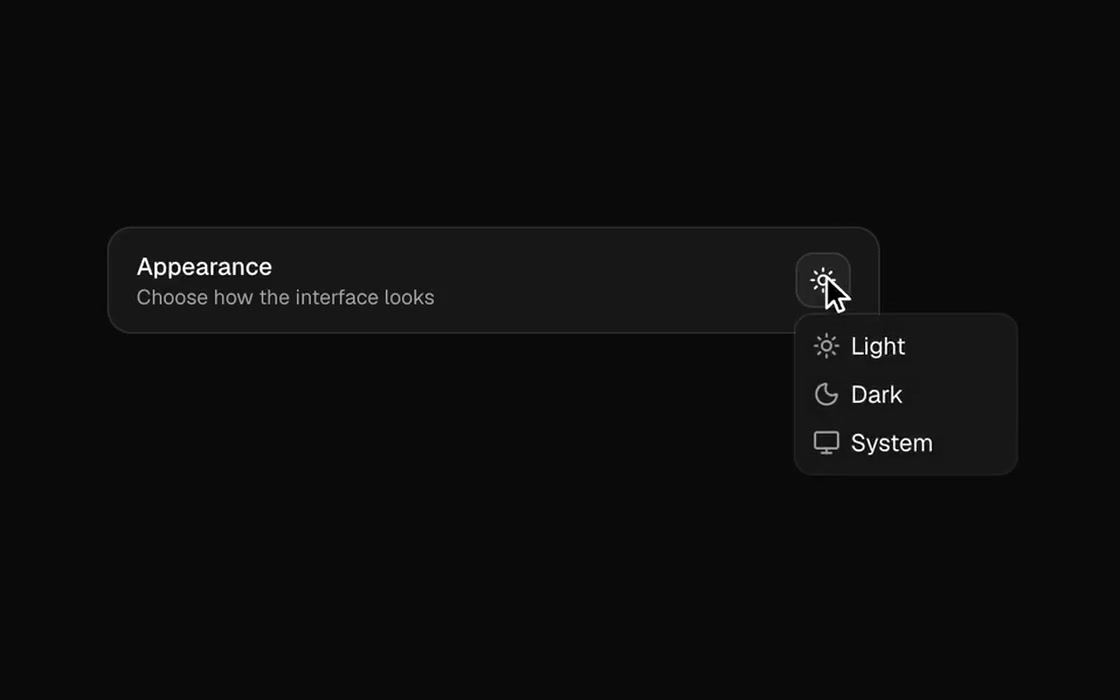 Appearance
Choose how the interface looks
Light
Dark
System